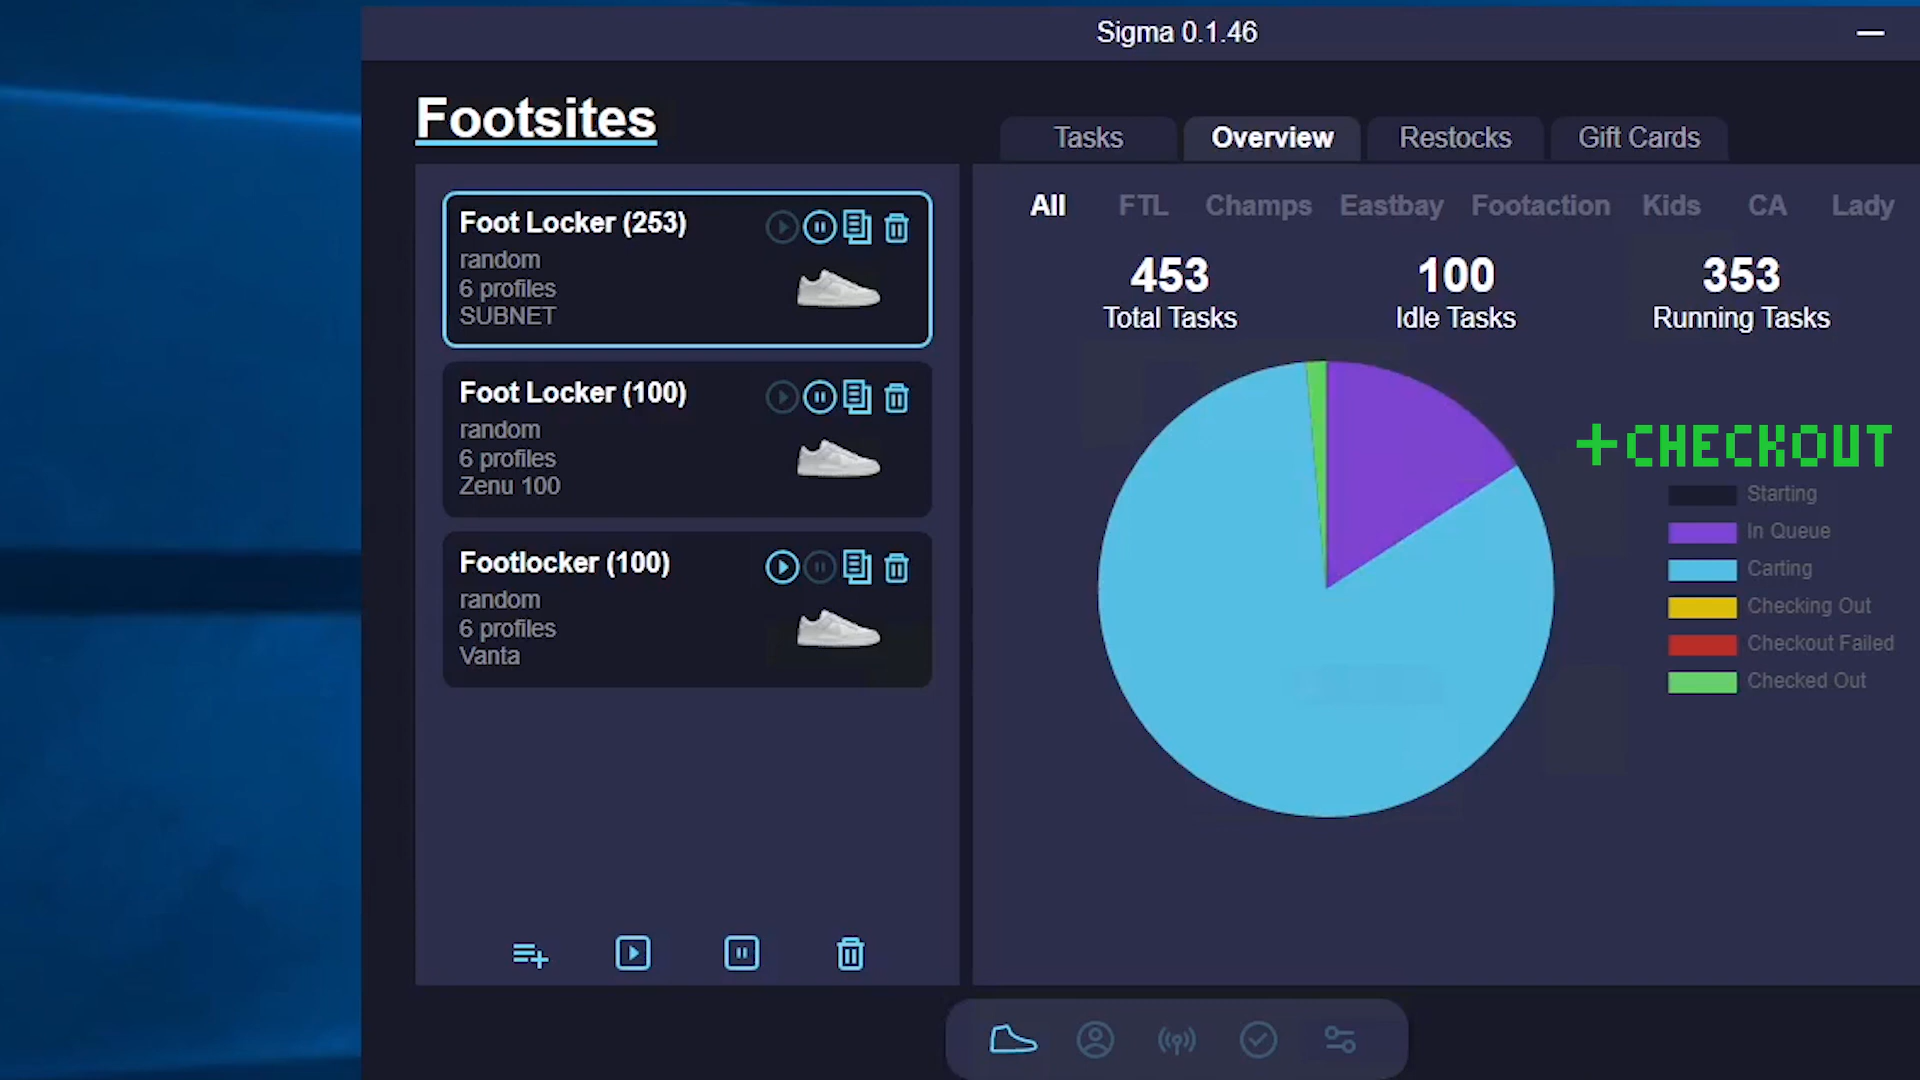 Sigma 0.1.46
Footsites
Tasks
Overview
Restocks
Gift Cards
Foot Locker (253)
random
6 profiles
SUBNET
Foot Locker (100)
random
6 profiles
Zenu 100
Footlocker (100)
random
6 profiles
Vanta
All
FTL
Champs
Eastbay
Footaction
Kids
CA
Lady
453
Total Tasks
100
Idle Tasks
353
Running Tasks
+CHECKOUT
Starting
In Queue
Carting
Checking Out
Checkout Failed
Checked Out